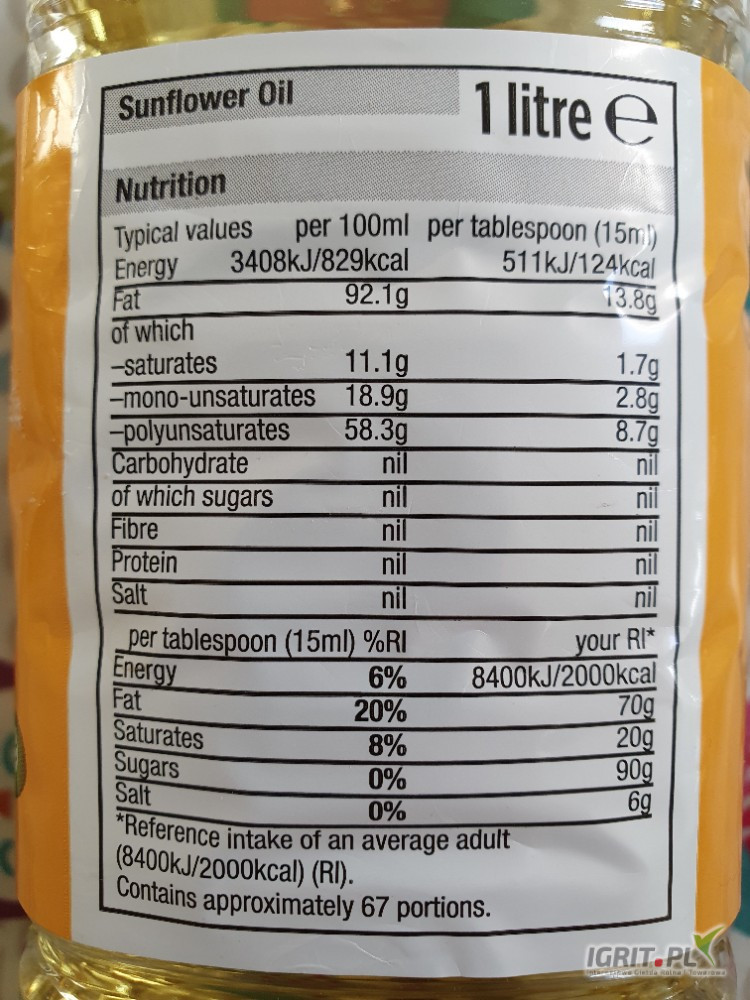 Sunflower Oil 1 litre ℮
Nutrition
Typical values per 100ml per tablespoon (15ml)
Energy 3408kJ/829kcal 511kJ/124kcal
Fat 92.1g 13.8g
of which
–saturates 11.1g 1.7g
–mono-unsaturates 18.9g 2.8g
–polyunsaturates 58.3g 8.7g
Carbohydrate nil nil
of which sugars nil nil
Fibre nil nil
Protein nil nil
Salt nil nil
per tablespoon (15ml) %RI your RI*
Energy 6% 8400kJ/2000kcal
Fat 20% 70g
Saturates 8% 20g
Sugars 0% 90g
Salt 0% 6g
*Reference intake of an average adult
(8400kJ/2000kcal) (RI).
Contains approximately 67 portions.
IGRIT.PL